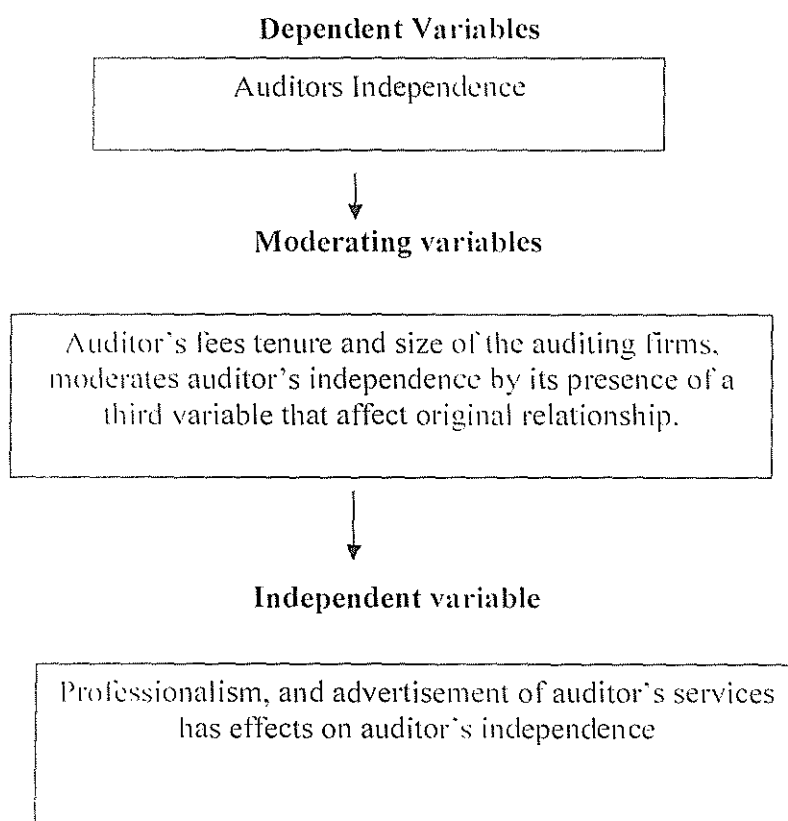 Dependent Variables
Auditors Independence
Moderating variables
Auditor's fees tenure and size of the auditing firms,
moderates auditor's independence by its presence of a
third variable that affect original relationship.
Independent variable
Professionalism, and advertisement of auditor's services
has effects on auditor's independence